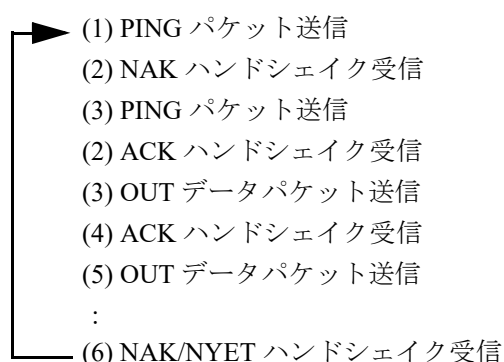 (1) PING パケット送信
(2) NAK ハンドシェイク受信
(3) PING パケット送信
(2) ACK ハンドシェイク受信
(3) OUT データパケット送信
(4) ACK ハンドシェイク受信
(5) OUT データパケット送信
:
(6) NAK/NYET ハンドシェイク受信